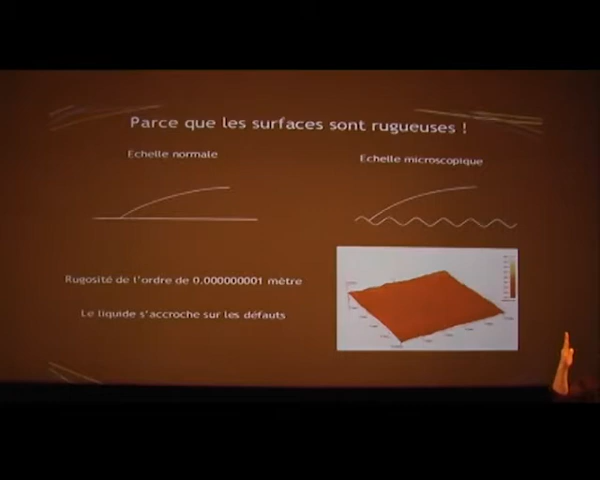 Parce que les surfaces sont rugueuses !
Echelle normale
Echelle microscopique
Rugosité de l'ordre de 0.000000001 mètre
Le liquide s'accroche sur les défauts